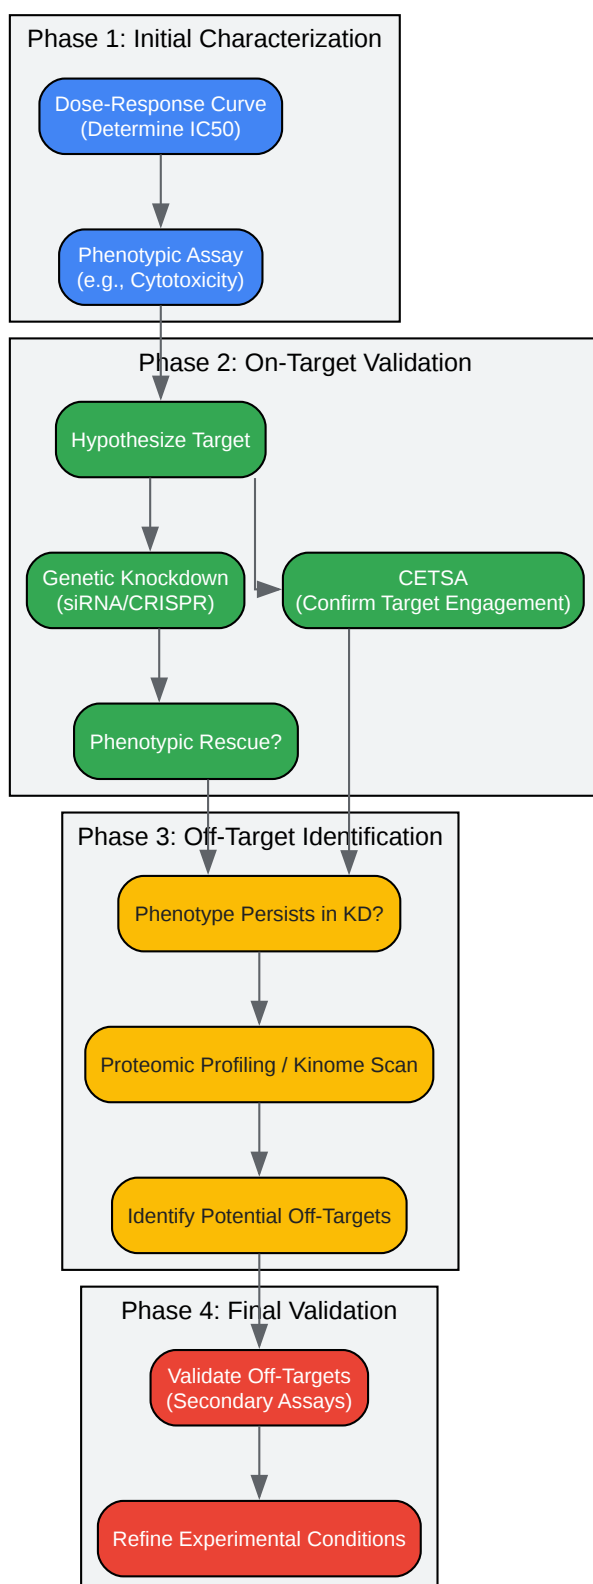 Phase 1: Initial Characterization
Dose-Response Curve
(Determine IC50)
Phenotypic Assay
(e.g., Cytotoxicity)
Phase 2: On-Target Validation
Hypothesize Target
Genetic Knockdown
(siRNA/CRISPR)
CETSA
(Confirm Target Engagement)
Phenotypic Rescue?
Phase 3: Off-Target Identification
Phenotype Persists in KD?
Proteomic Profiling / Kinome Scan
Identify Potential Off-Targets
Phase 4: Final Validation
Validate Off-Targets
(Secondary Assays)
Refine Experimental Conditions